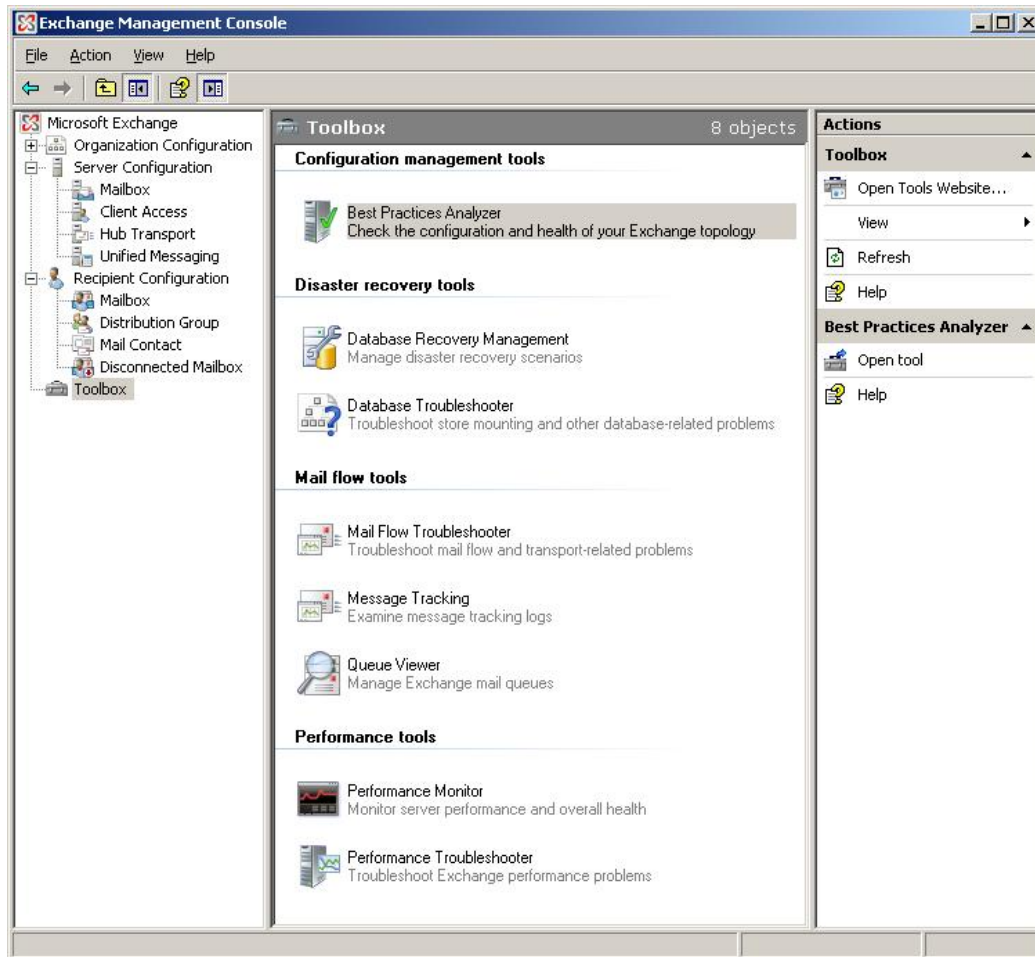 Exchange Management Console
File Action View Help
Microsoft Exchange
Organization Configuration
Server Configuration
Mailbox
Client Access
Hub Transport
Unified Messaging
Recipient Configuration
Mailbox
Distribution Group
Mail Contact
Disconnected Mailbox
Toolbox
Toolbox 8 objects
Configuration management tools
Best Practices Analyzer
Check the configuration and health of your Exchange topology
Disaster recovery tools
Database Recovery Management
Manage disaster recovery scenarios
Database Troubleshooter
Troubleshoot store mounting and other database-related problems
Mail flow tools
Mail Flow Troubleshooter
Troubleshoot mail flow and transport-related problems
Message Tracking
Examine message tracking logs
Queue Viewer
Manage Exchange mail queues
Performance tools
Performance Monitor
Monitor server performance and overall health
Performance Troubleshooter
Troubleshoot Exchange performance problems
Actions
Toolbox
Open Tools Website...
View
Refresh
Help
Best Practices Analyzer
Open tool
Help